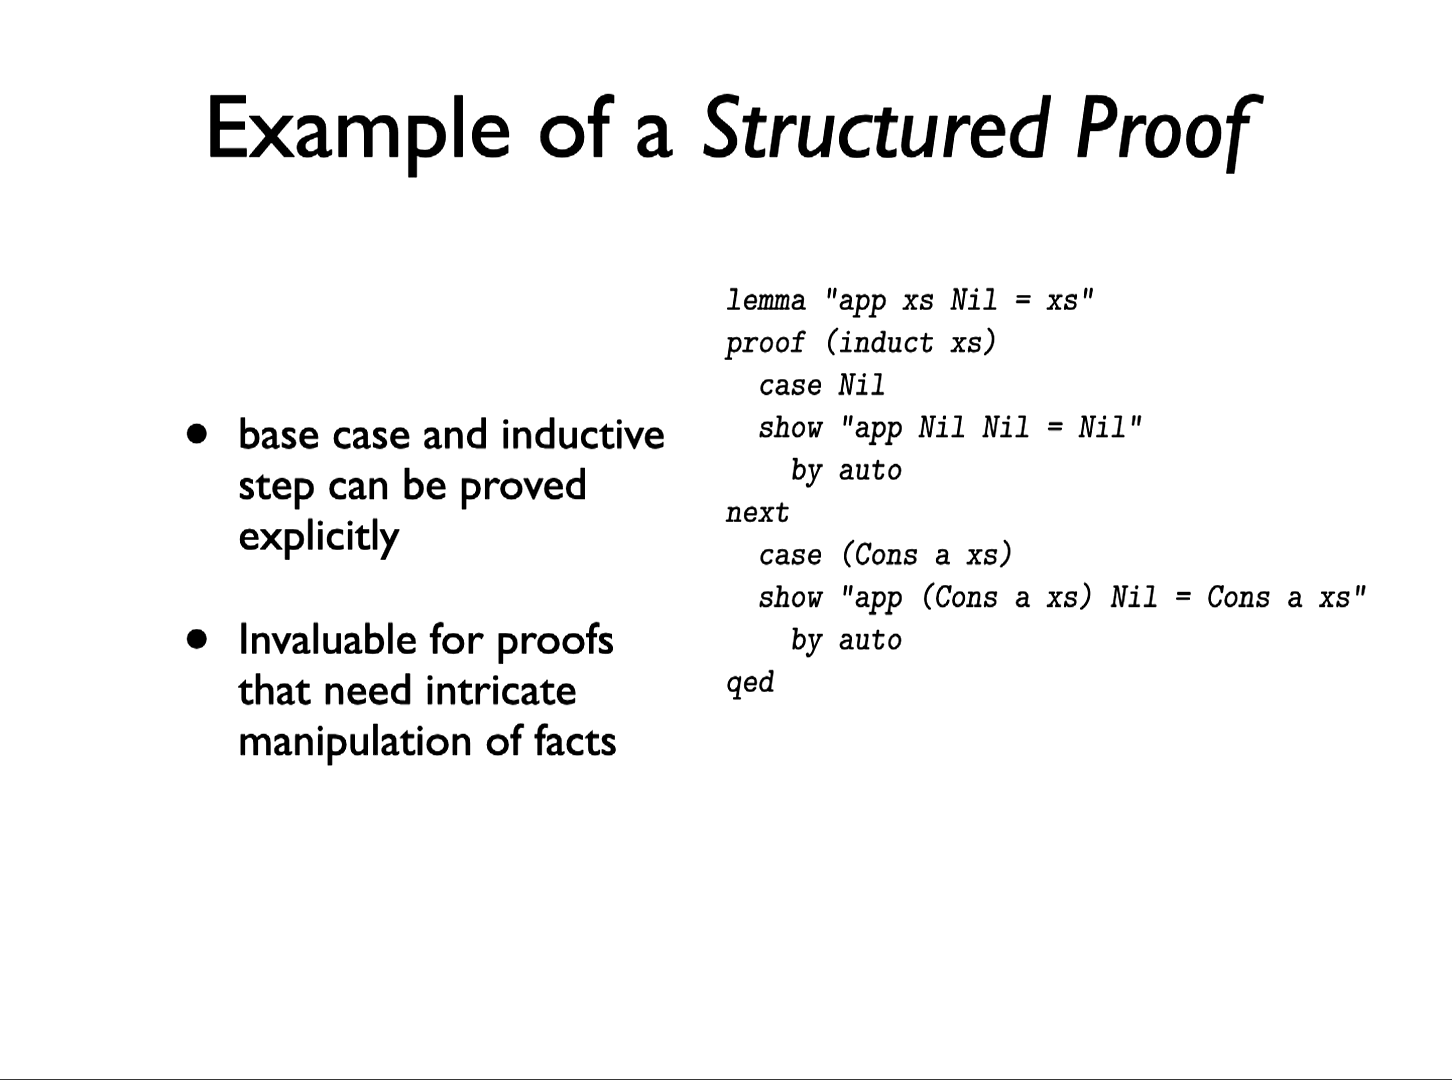 Example of a Structured Proof
• base case and inductive
step can be proved
explicitly
• Invaluable for proofs
that need intricate
manipulation of facts
lemma "app xs Nil = xs"
proof (induct xs)
  case Nil
  show "app Nil Nil = Nil"
    by auto
next
  case (Cons a xs)
  show "app (Cons a xs) Nil = Cons a xs"
    by auto
qed